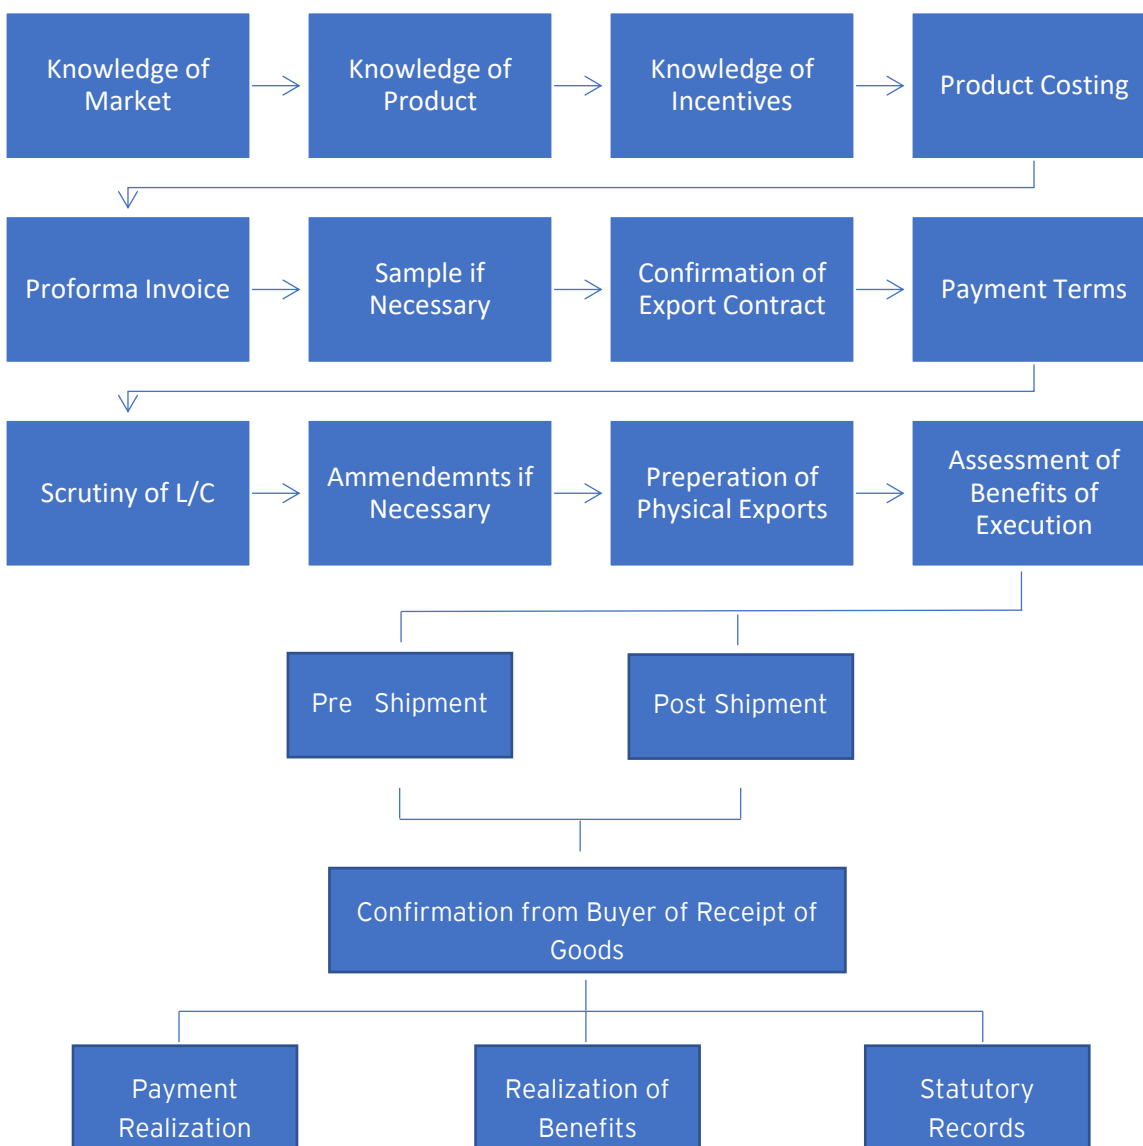 Knowledge of
Market
Knowledge of
Product
Knowledge of
Incentives
Product Costing
Proforma Invoice
Sample if
Necessary
Confirmation of
Export Contract
Payment Terms
Scrutiny of L/C
Ammendemnts if
Necessary
Preperation of
Physical Exports
Assessment of
Benefits of
Execution
Pre Shipment
Post Shipment
Confirmation from Buyer of Receipt of
Goods
Payment
Realization
Realization of
Benefits
Statutory
Records